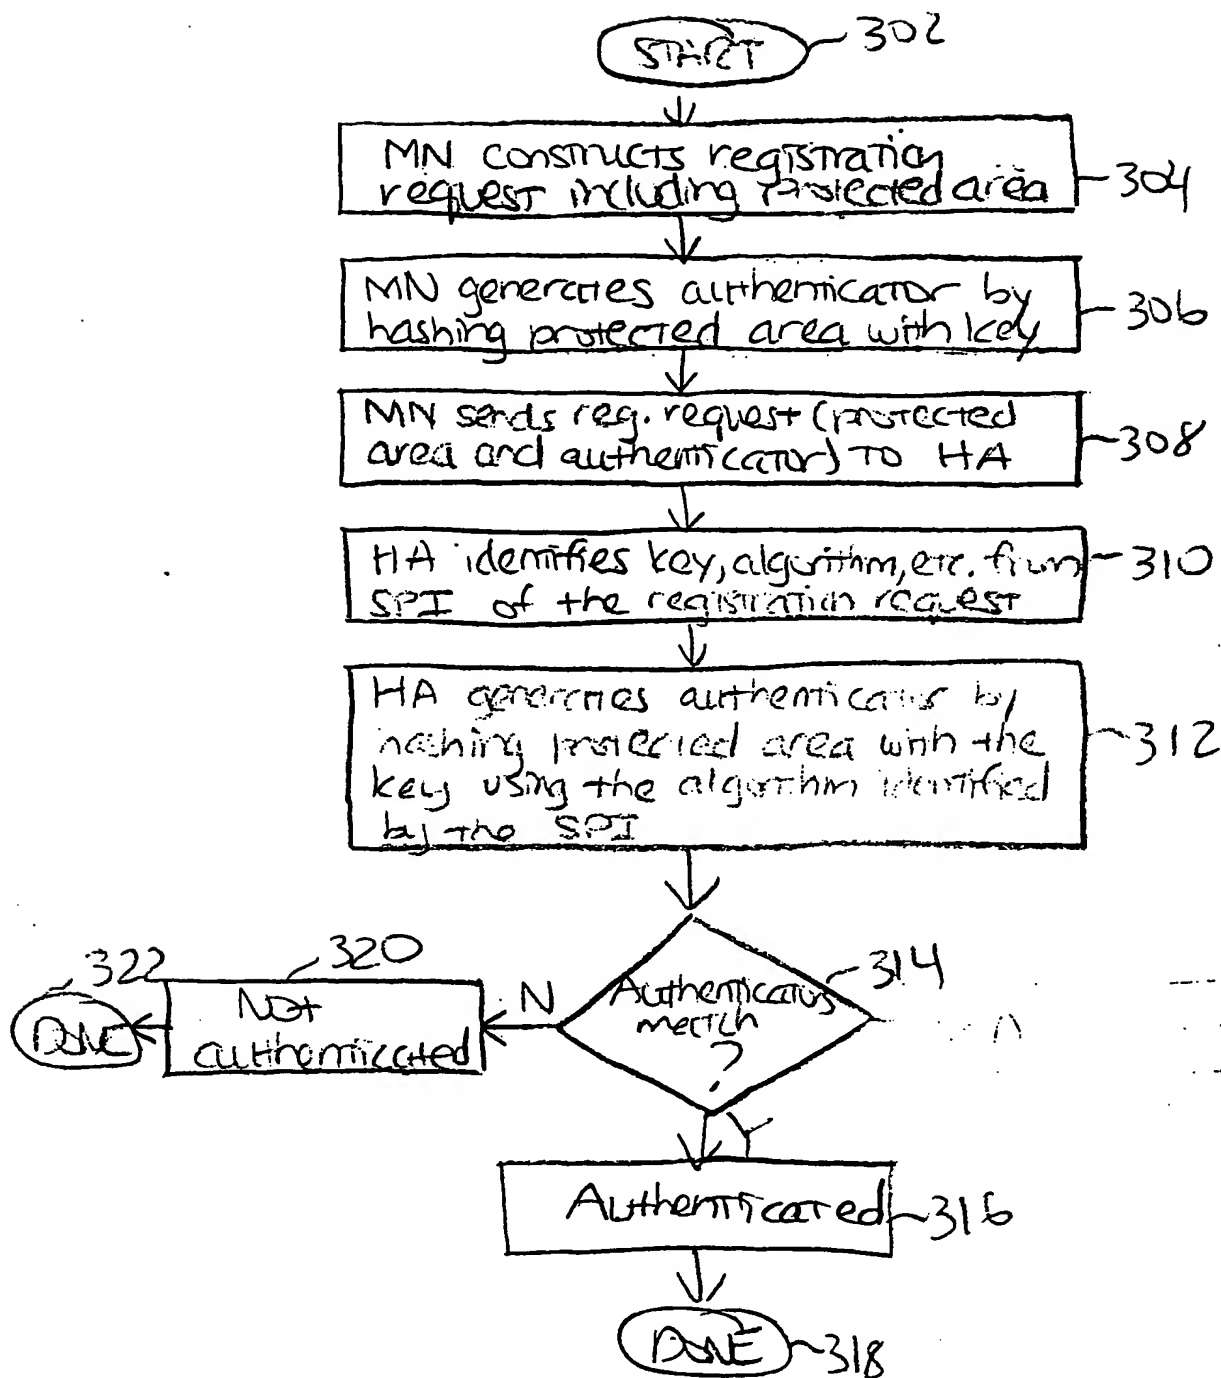 START
302
MN constructs registration
request including protected area
304
MN generates authenticator by
hashing protected area with key
306
MN sends reg. request (protected
area and authenticator) to HA
308
HA identifies key, algorithm, etc. from
SPI of the registration request
310
HA generates authenticator by
hashing protected area with the
key using the algorithm identified
by the SPI
312
Authenticators
match
?
314
N
320
Not
authenticated
322
DONE
Y
Authenticated
316
DONE
318